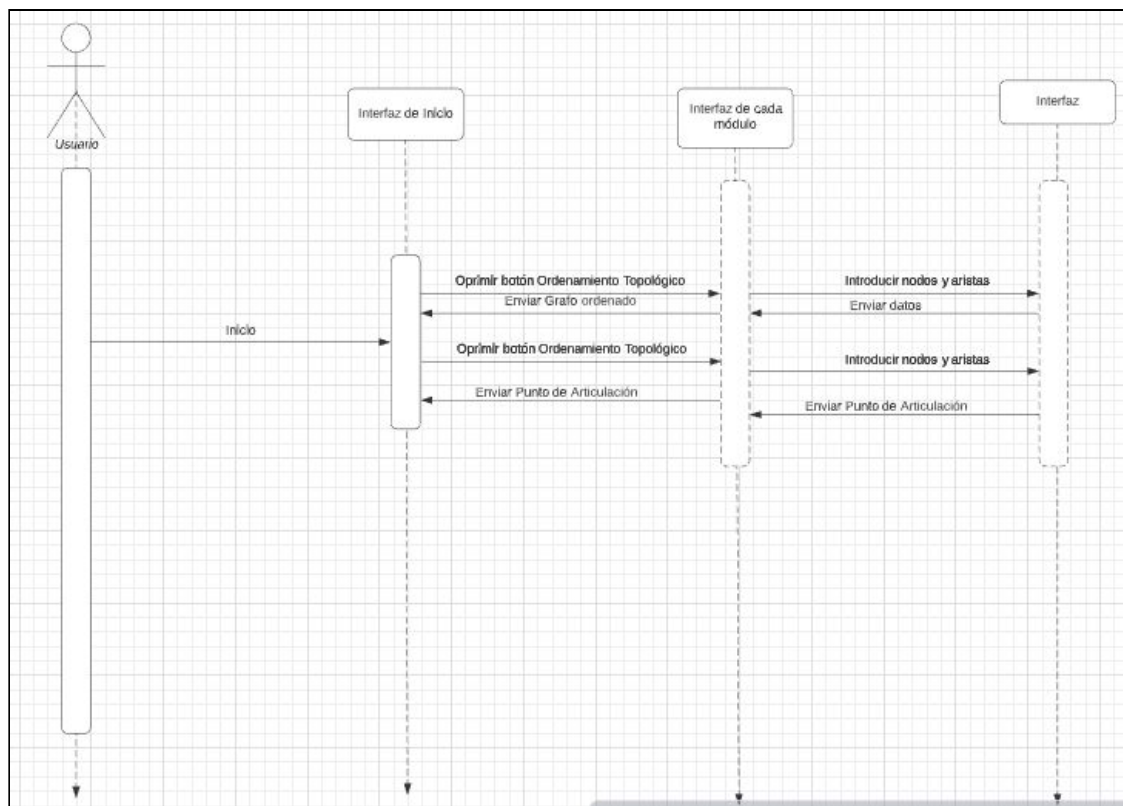 Usuario
Interfaz de Inicio
Interfaz de cada
módulo
Interfaz
Oprimir botón Ordenamiento Topológico
Introducir nodos y aristas
Enviar Grafo ordenado
Enviar datos
Inicio
Oprimir botón Ordenamiento Topológico
Introducir nodos y aristas
Enviar Punto de Articulación
Enviar Punto de Articulación